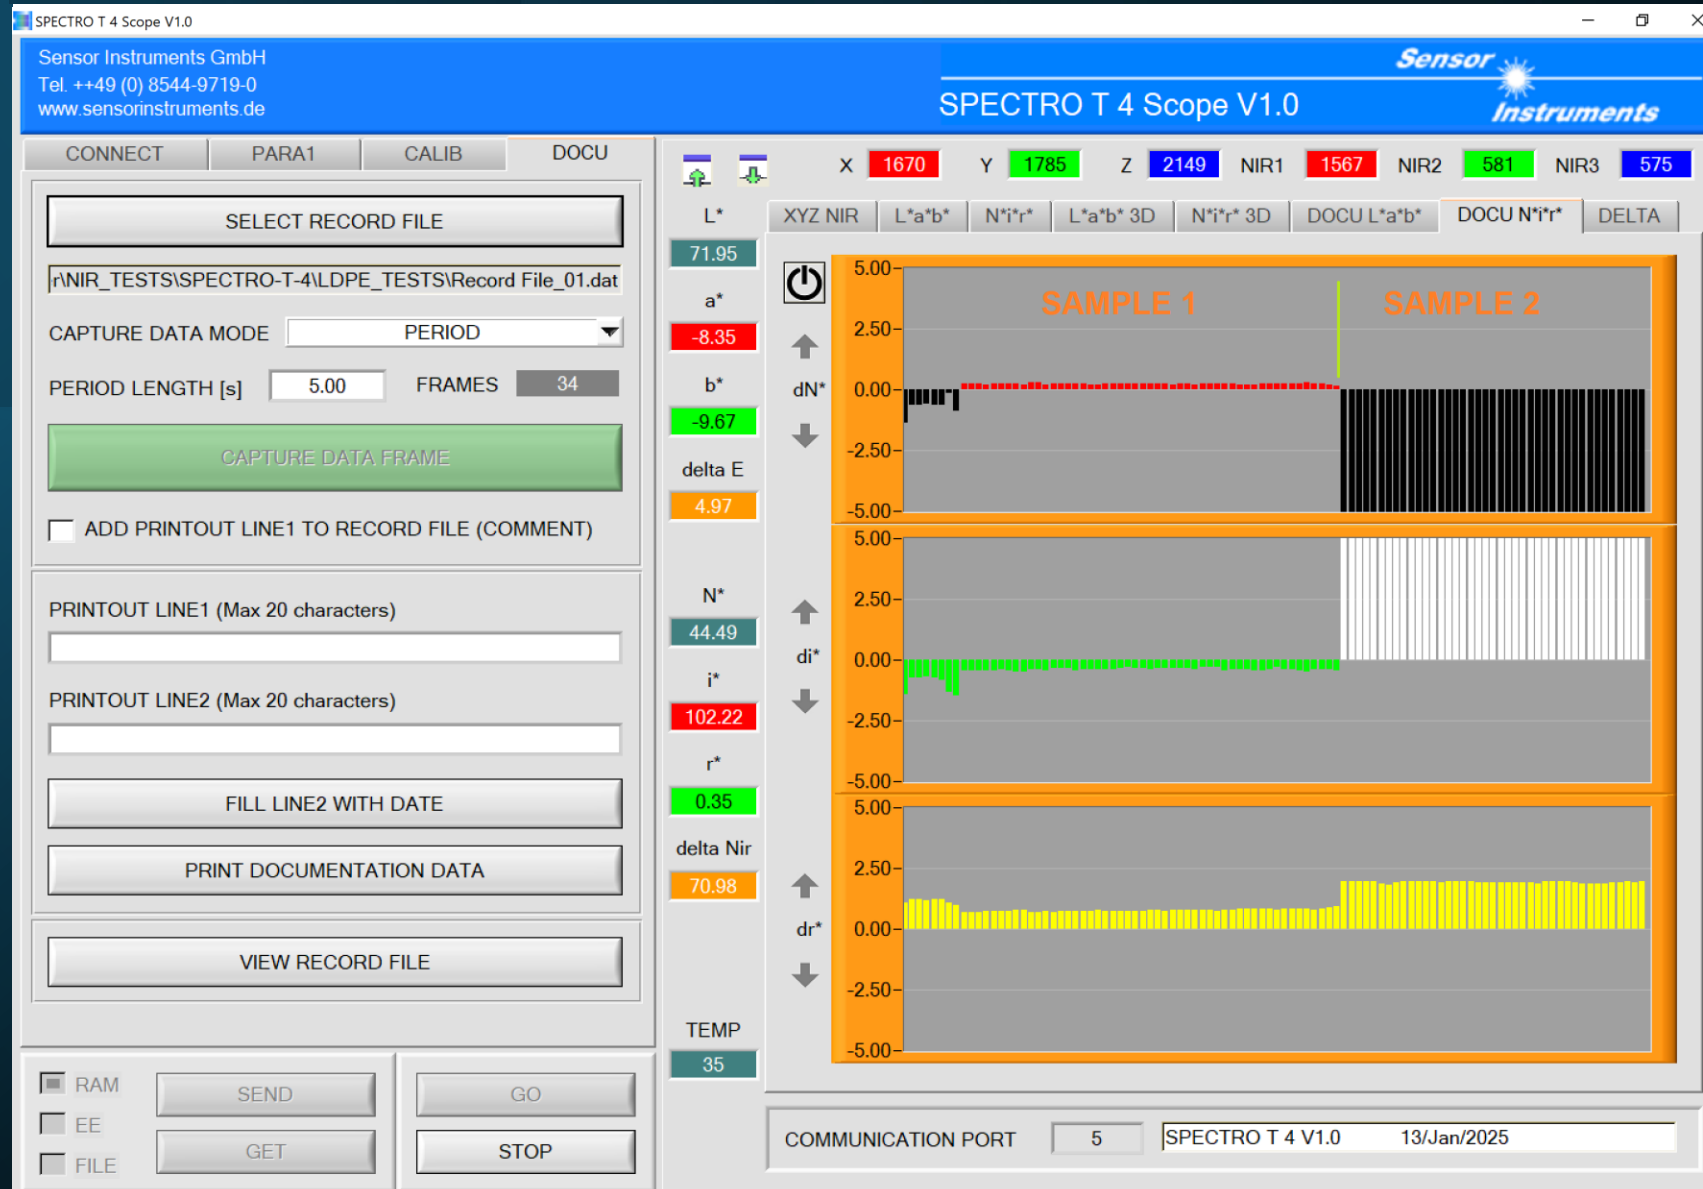 SPECTRO T 4 Scope V1.0
Sensor Instruments GmbH
Tel. ++49 (0) 8544-9719-0
www.sensorinstruments.de
SPECTRO T 4 Scope V1.0
Sensor
Instruments
CONNECT PARA1 CALIB DOCU
SELECT RECORD FILE
r\NIR_TESTS\SPECTRO-T-4\LDPE_TESTS\Record File_01.dat
CAPTURE DATA MODE PERIOD
PERIOD LENGTH [s] 5.00 FRAMES 34
CAPTURE DATA FRAME
ADD PRINTOUT LINE1 TO RECORD FILE (COMMENT)
PRINTOUT LINE1 (Max 20 characters)
PRINTOUT LINE2 (Max 20 characters)
FILL LINE2 WITH DATE
PRINT DOCUMENTATION DATA
VIEW RECORD FILE
RAM
EE
FILE
SEND
GET
GO
STOP
X 1670 Y 1785 Z 2149 NIR1 1567 NIR2 581 NIR3 575
L*
71.95
a*
-8.35
b*
-9.67
delta E
4.97
N*
44.49
i*
102.22
r*
0.35
delta Nir
70.98
TEMP
35
XYZ NIR L*a*b* N*i*r* L*a*b* 3D N*i*r* 3D DOCU L*a*b* DOCU N*i*r* DELTA
SAMPLE 1 SAMPLE 2
dN*
5.00
2.50
0.00
-2.50
-5.00
di*
5.00
2.50
0.00
-2.50
-5.00
dr*
5.00
2.50
0.00
-2.50
-5.00
COMMUNICATION PORT 5 SPECTRO T 4 V1.0 13/Jan/2025